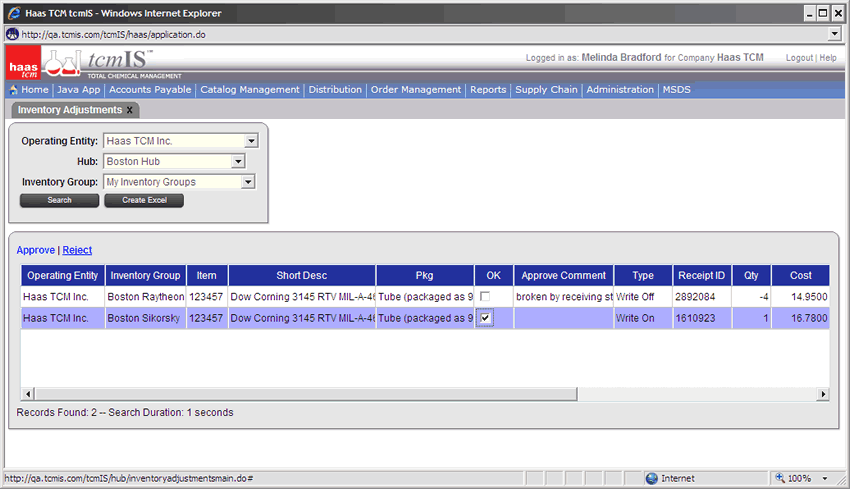 Haas TCM tcmIS - Windows Internet Explorer
http://qa.tcmis.com/tcmIS/haas/application.do
haas tcm
tcmIS™
TOTAL CHEMICAL MANAGEMENT
Logged in as: Melinda Bradford for Company Haas TCM Logout | Help
Home | Java App | Accounts Payable | Catalog Management | Distribution | Order Management | Reports | Supply Chain | Administration | MSDS
Inventory Adjustments X
Operating Entity: Haas TCM Inc.
Hub: Boston Hub
Inventory Group: My Inventory Groups
Search Create Excel
Approve | Reject
Operating Entity Inventory Group Item Short Desc Pkg OK Approve Comment Type Receipt ID Qty Cost
Haas TCM Inc. Boston Raytheon 123457 Dow Corning 3145 RTV MIL-A-46 Tube (packaged as 9 broken by receiving st Write Off 2892084 -4 14.9500
Haas TCM Inc. Boston Sikorsky 123457 Dow Corning 3145 RTV MIL-A-46 Tube (packaged as 9 Write On 1610923 1 16.7800
Records Found: 2 -- Search Duration: 1 seconds
http://qa.tcmis.com/tcmIS/hub/inventoryadjustmentsmain.do# Internet 100%